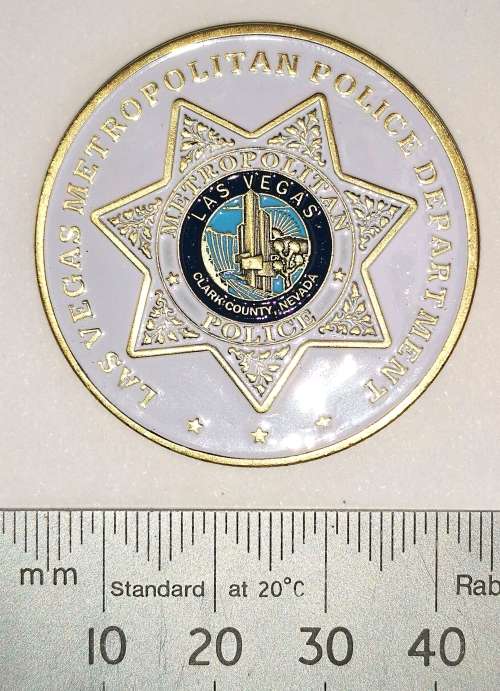 LAS VEGAS METROPOLITAN POLICE DEPARTMENT
METROPOLITAN
LAS VEGAS
CLARK COUNTY, NEVADA
POLICE
mm
Standard at 20°C
Rab
10 20 30 40